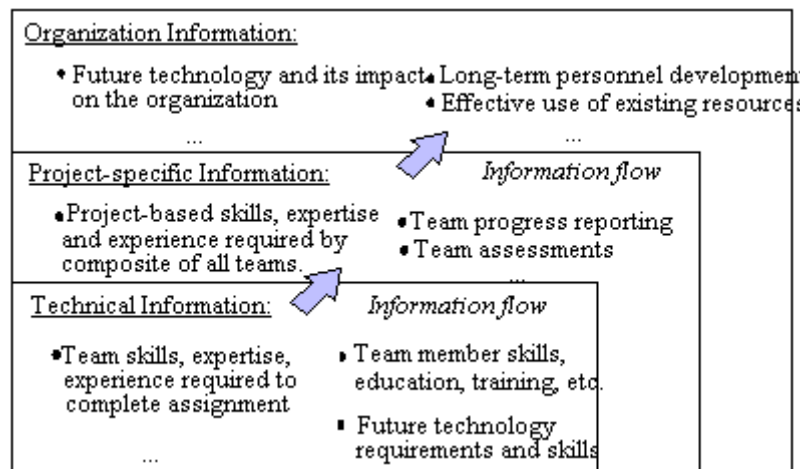 Organization Information:
• Future technology and its impact
on the organization
...
• Long-term personnel development
• Effective use of existing resources
...
Project-specific Information:
Information flow
•Project-based skills, expertise
and experience required by
composite of all teams.
•Team progress reporting
•Team assessments
...
Technical Information:
Information flow
•Team skills, expertise,
experience required to
complete assignment
...
• Team member skills,
education, training, etc.
▪ Future technology
requirements and skills